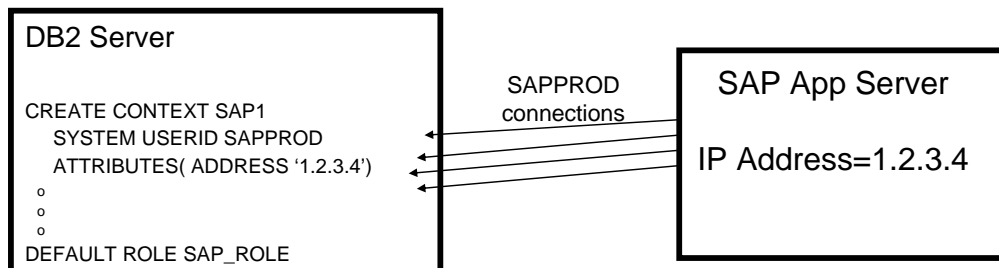 DB2 Server
CREATE CONTEXT SAP1
SYSTEM USERID SAPPROD
ATTRIBUTES( ADDRESS ‘1.2.3.4’)
o
o
o
DEFAULT ROLE SAP_ROLE
SAPPROD
connections
SAP App Server
IP Address=1.2.3.4